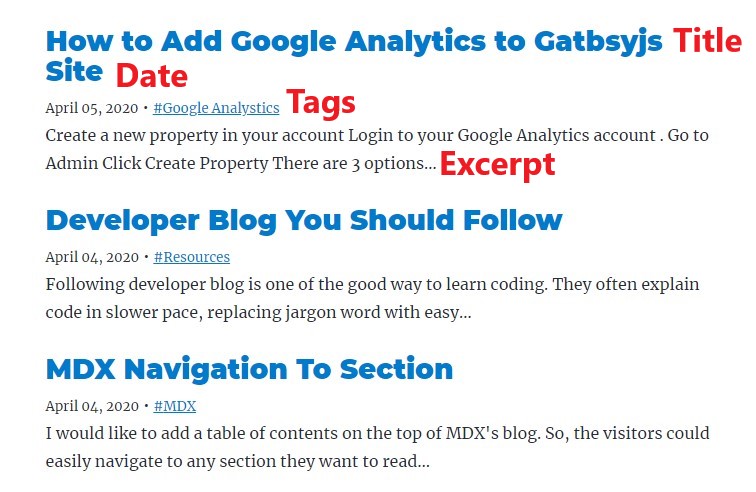 How to Add Google Analytics to Gatbsyjs Title
Site Date
April 05, 2020 • #Google Analystics Tags
Create a new property in your account Login to your Google Analytics account . Go to
Admin Click Create Property There are 3 options... Excerpt
Developer Blog You Should Follow
April 04, 2020 • #Resources
Following developer blog is one of the good way to learn coding. They often explain
code in slower pace, replacing jargon word with easy...
MDX Navigation To Section
April 04, 2020 • #MDX
I would like to add a table of contents on the top of MDX's blog. So, the visitors could
easily navigate to any section they want to read...